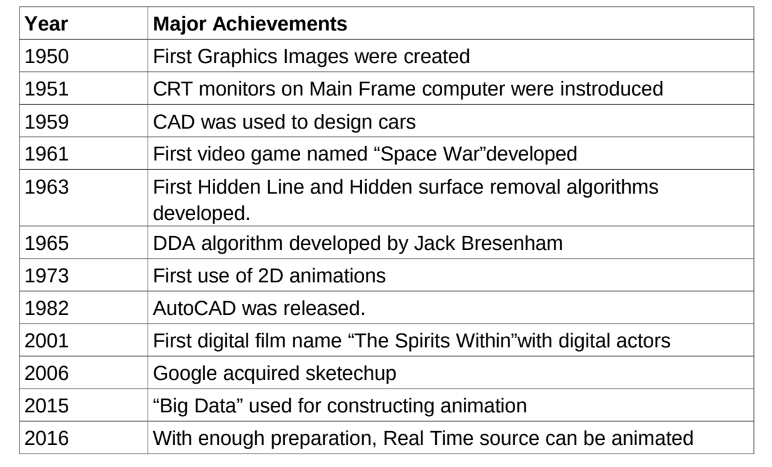 Year Major Achievements
1950 First Graphics Images were created
1951 CRT monitors on Main Frame computer were instroduced
1959 CAD was used to design cars
1961 First video game named “Space War”developed
1963 First Hidden Line and Hidden surface removal algorithms
developed.
1965 DDA algorithm developed by Jack Bresenham
1973 First use of 2D animations
1982 AutoCAD was released.
2001 First digital film name “The Spirits Within”with digital actors
2006 Google acquired sketechup
2015 “Big Data” used for constructing animation
2016 With enough preparation, Real Time source can be animated